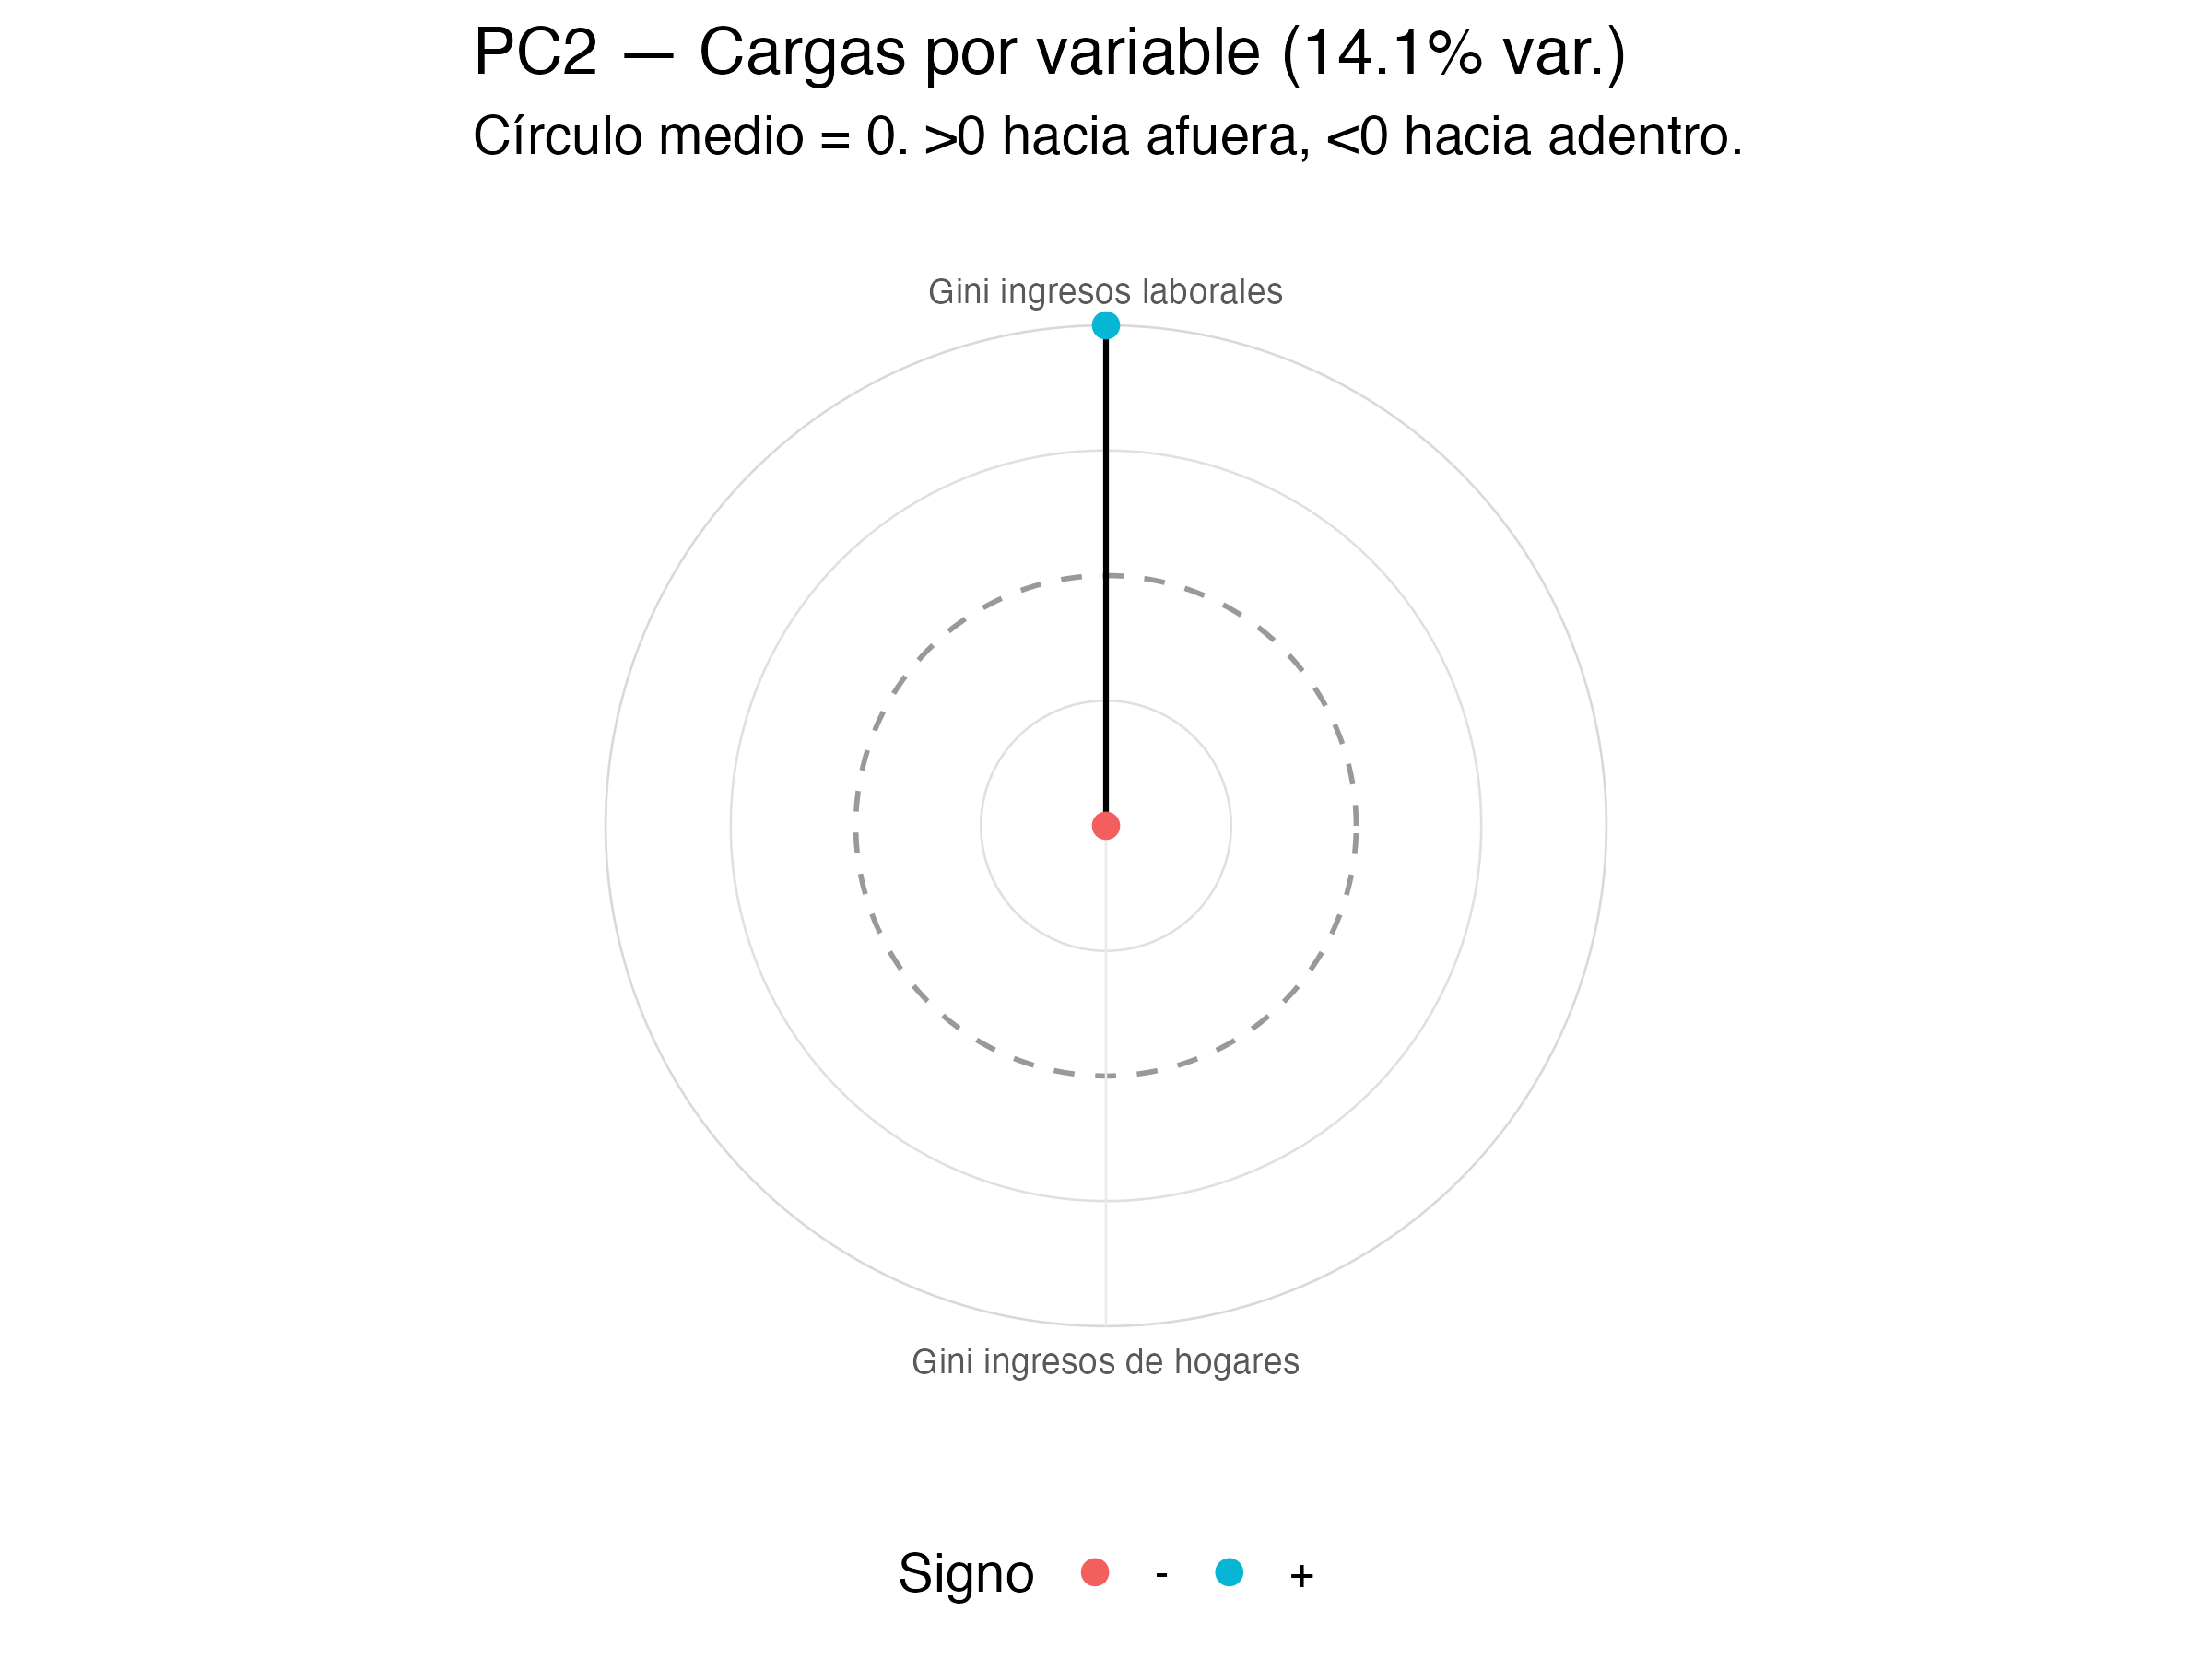 PC2 — Cargas por variable (14.1% var.)
Círculo medio = 0. >0 hacia afuera, <0 hacia adentro.
Gini ingresos laborales
Gini ingresos de hogares
Signo - +